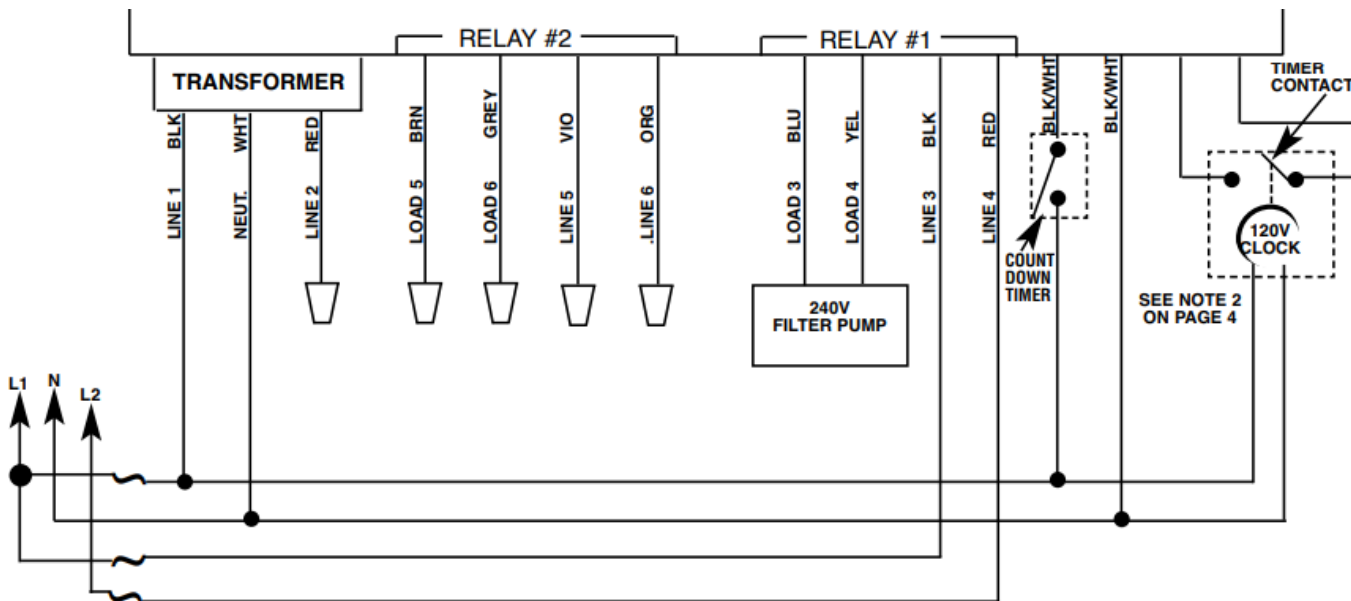 RELAY #2
RELAY #1
TRANSFORMER
BLK
WHT
RED
BRN
GREY
VIO
ORG
BLU
YEL
BLK
RED
BLK/WHT
BLK/WHT
TIMER
CONTACT
LINE 1
NEUT.
LINE 2
LOAD 5
LOAD 6
LINE 5
.LINE 6
LOAD 3
LOAD 4
LINE 3
LINE 4
COUNT
DOWN
TIMER
120V
CLOCK
SEE NOTE 2
ON PAGE 4
240V
FILTER PUMP
L1
N
L2